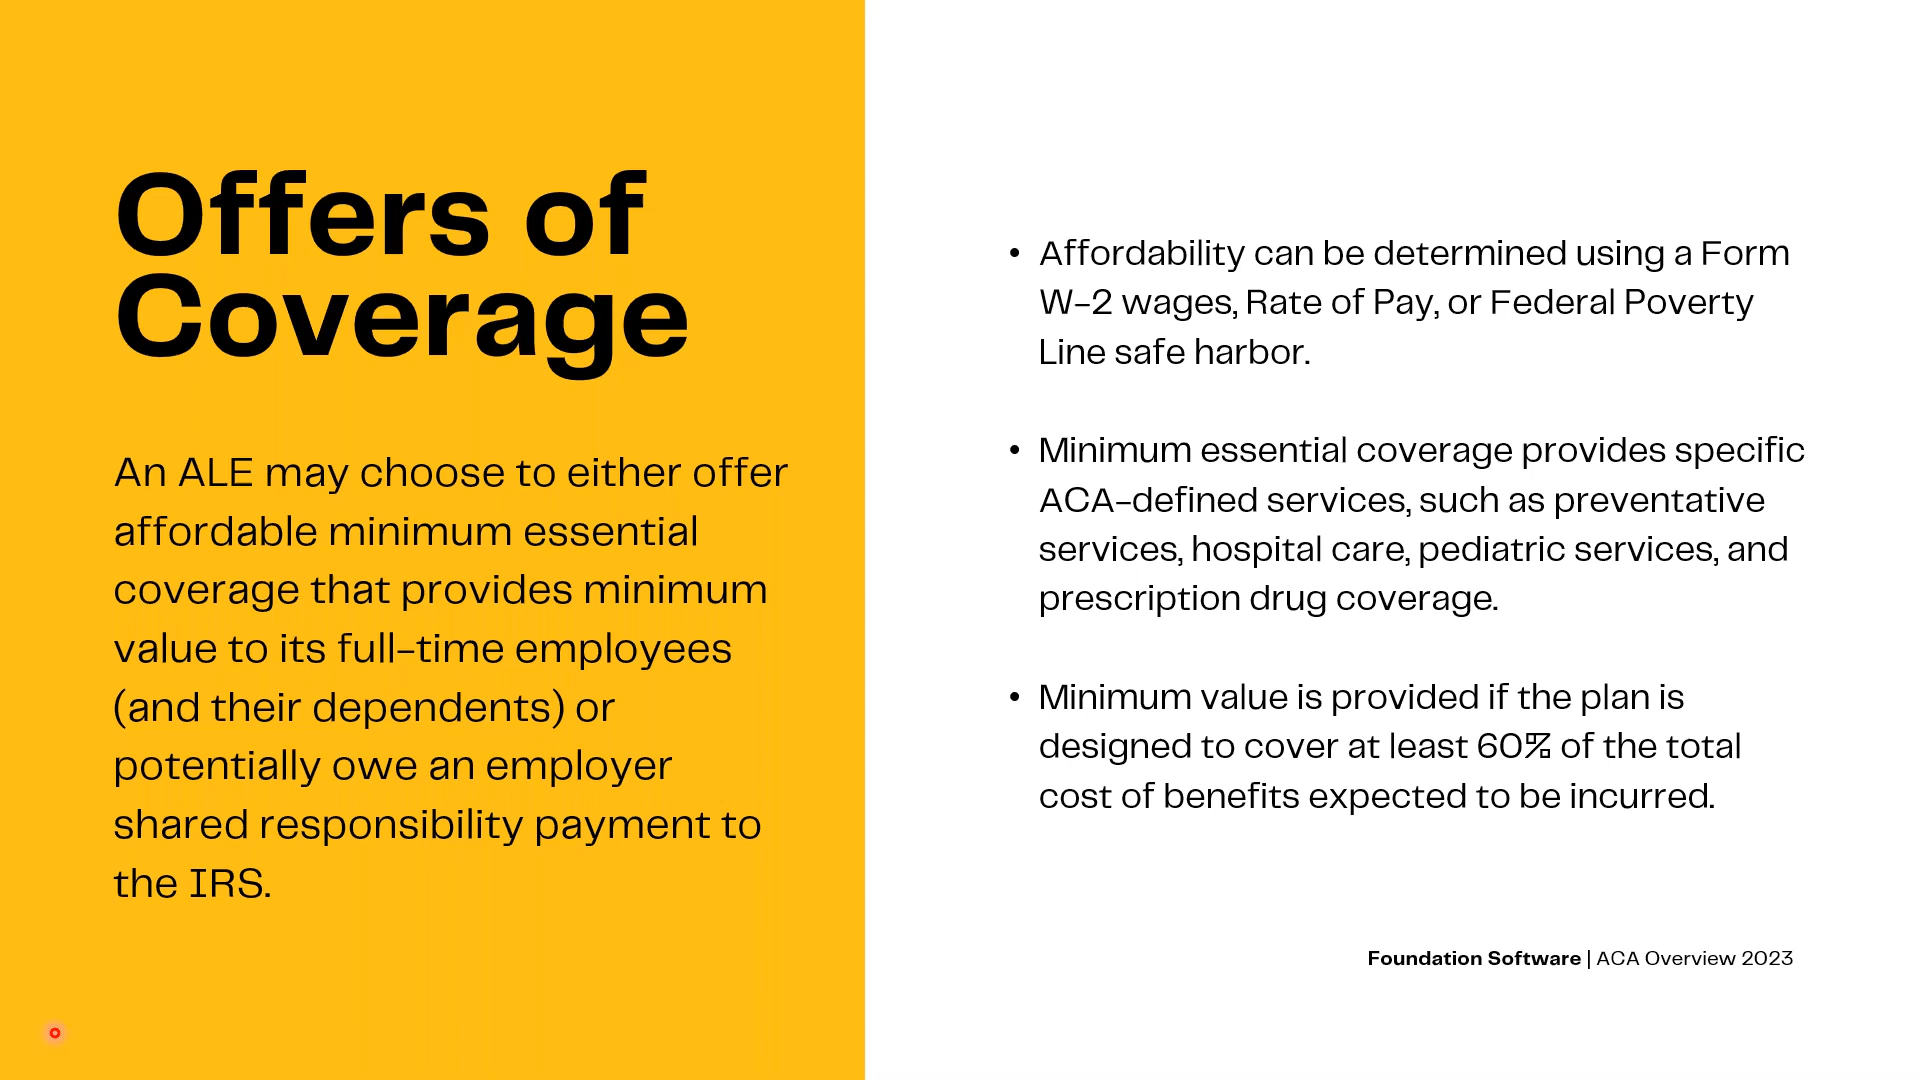 Offers of
Coverage
An ALE may choose to either offer
affordable minimum essential
coverage that provides minimum
value to its full-time employees
(and their dependents) or
potentially owe an employer
shared responsibility payment to
the IRS.
• Affordability can be determined using a Form
W-2 wages, Rate of Pay, or Federal Poverty
Line safe harbor.
• Minimum essential coverage provides specific
ACA-defined services, such as preventative
services, hospital care, pediatric services, and
prescription drug coverage.
• Minimum value is provided if the plan is
designed to cover at least 60% of the total
cost of benefits expected to be incurred.
Foundation Software | ACA Overview 2023